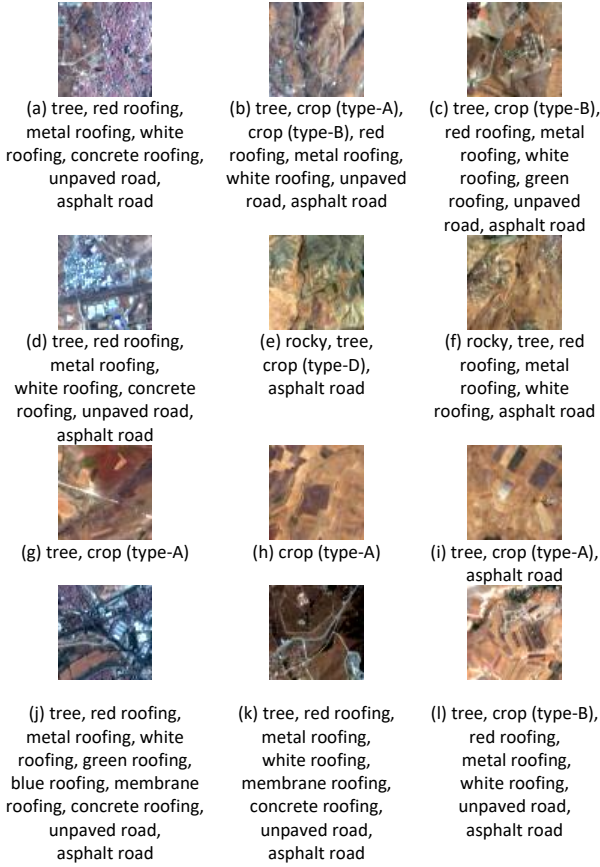 (a) tree, red roofing,
metal roofing, white
roofing, concrete roofing,
unpaved road,
asphalt road
(b) tree, crop (type-A),
crop (type-B), red
roofing, metal roofing,
white roofing, unpaved
road, asphalt road
(c) tree, crop (type-B),
red roofing, metal
roofing, white
roofing, green
roofing, unpaved
road, asphalt road
(d) tree, red roofing,
metal roofing,
white roofing, concrete
roofing, unpaved road,
asphalt road
(e) rocky, tree,
crop (type-D),
asphalt road
(f) rocky, tree, red
roofing, metal
roofing, white
roofing, asphalt road
(g) tree, crop (type-A)
(h) crop (type-A)
(i) tree, crop (type-A),
asphalt road
(j) tree, red roofing,
metal roofing, white
roofing, green roofing,
blue roofing, membrane
roofing, concrete roofing,
unpaved road,
asphalt road
(k) tree, red roofing,
metal roofing,
white roofing,
membrane roofing,
concrete roofing,
unpaved road,
asphalt road
(l) tree, crop (type-B),
red roofing,
metal roofing,
white roofing,
unpaved road,
asphalt road